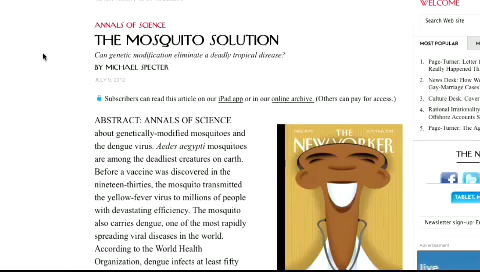 WELCOME
Search Web site
ANNALS OF SCIENCE
THE MOSQUITO SOLUTION
Can genetic modification eliminate a deadly tropical disease?
BY MICHAEL SPECTER
JULY 9, 2012
Subscribers can read this article on our iPad app or in our online archive. (Others can pay for access.)
ABSTRACT: ANNALS OF SCIENCE
about genetically-modified mosquitoes and
the dengue virus. Aedes aegypti mosquitoes
are among the deadliest creatures on earth.
Before a vaccine was discovered in the
nineteen-thirties, the mosquito transmitted
the yellow-fever virus to millions of people
with devastating efficiency. The mosquito
also carries dengue, one of the most rapidly
spreading viral diseases in the world.
According to the World Health
Organization, dengue infects at least fifty
THE
NEW YORKER
MOST POPULAR
1. Page-Turner: Letter
Really Happened
2. News Desk: How We
Gay-Marriage Cases
3. Culture Desk: Cover
4. Rational Irrationality
Offshore Accounts S
5. Page-Turner: The A
THE N
TABLET, M
Newsletter sign-up: E
Advertisement
live